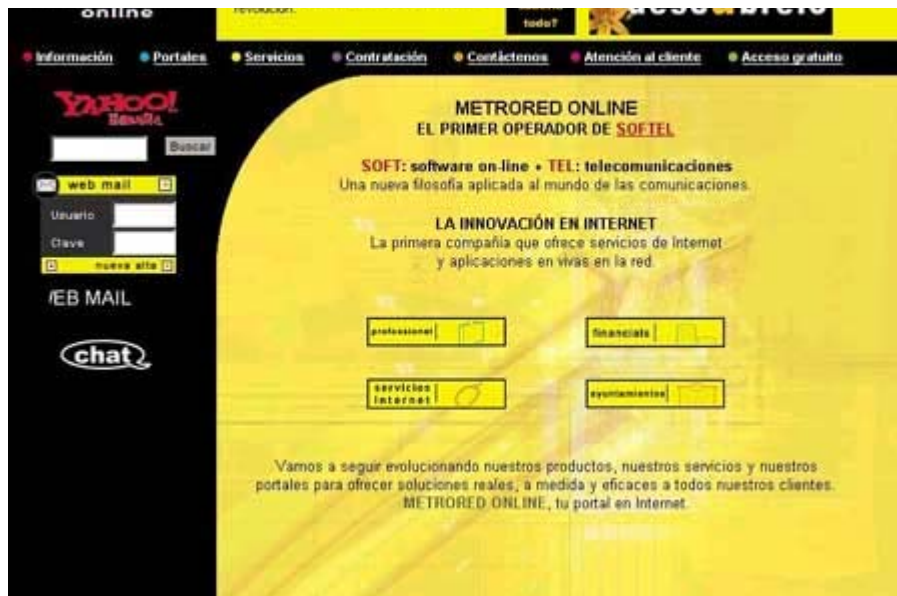 online
revolución.
todo?
descubrelo
Información
Portales
Servicios
Contratación
Contáctenos
Atención al cliente
Acceso gratuito
YAHOO!
España
Buscar
web mail
Usuario
Clave
nueva alta
/EB MAIL
chat
METRORED ONLINE
EL PRIMER OPERADOR DE SOFTEL
SOFT: software on-line + TEL: telecomunicaciones
Una nueva filosofía aplicada al mundo de las comunicaciones.
LA INNOVACIÓN EN INTERNET
La primera compañía que ofrece servicios de Internet
y aplicaciones en vivas en la red.
professional
financials
servicios
internet
ayuntamientos
Vamos a seguir evolucionando nuestros productos, nuestros servicios y nuestros
portales para ofrecer soluciones reales, a medida y eficaces a todos nuestros clientes.
METRORED ONLINE, tu portal en Internet.